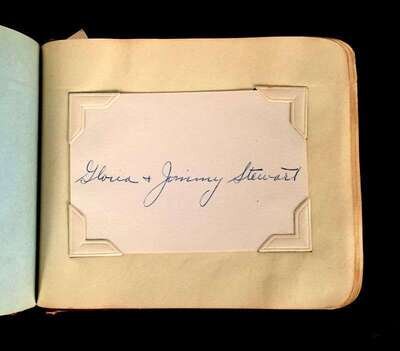 Gloria + Jimmy Stewart